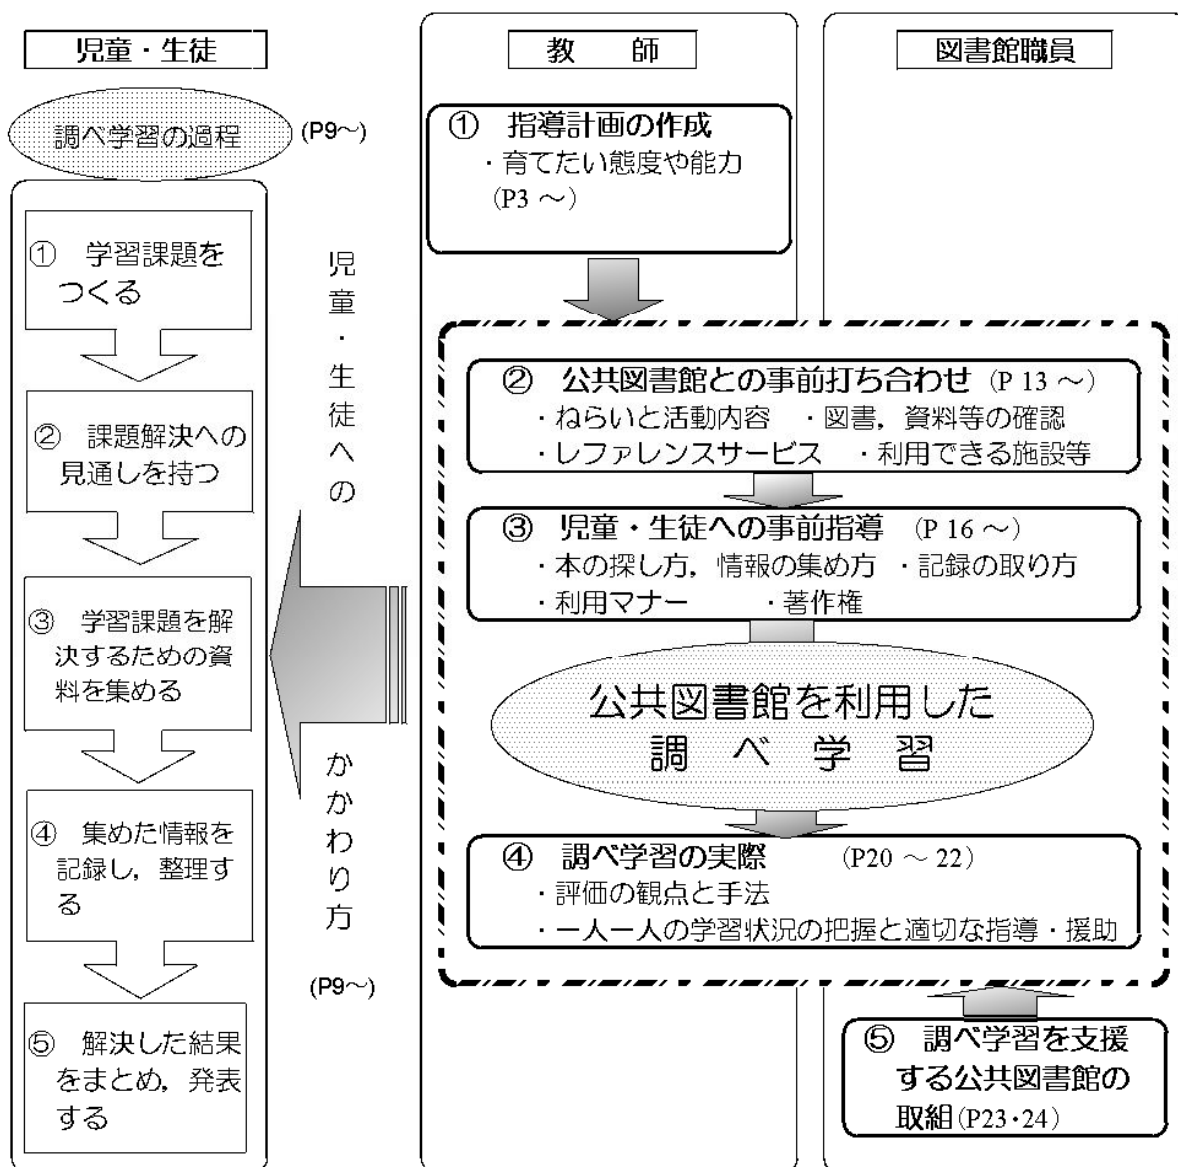 児童・生徒
調べ学習の過程
(P9～)
① 学習課題を
つくる
② 課題解決への
見通しを持つ
③ 学習課題を解
決するための資
料を集める
④ 集めた情報を
記録し，整理す
る
⑤ 解決した結果
をまとめ，発表
する
児童・生徒への
かかわり方
(P9～)
教　師
① 指導計画の作成
・育てたい態度や能力
(P3 ～)
図書館職員
② 公共図書館との事前打ち合わせ (P 13 ～)
・ねらいと活動内容 ・図書，資料等の確認
・レファレンスサービス ・利用できる施設等
③ 児童・生徒への事前指導 (P 16 ～)
・本の探し方，情報の集め方 ・記録の取り方
・利用マナー ・著作権
公共図書館を利用した
調 べ 学 習
④ 調べ学習の実際 (P20 ～ 22)
・評価の観点と手法
・一人一人の学習状況の把握と適切な指導・援助
⑤ 調べ学習を支援
する公共図書館の
取組(P23・24)